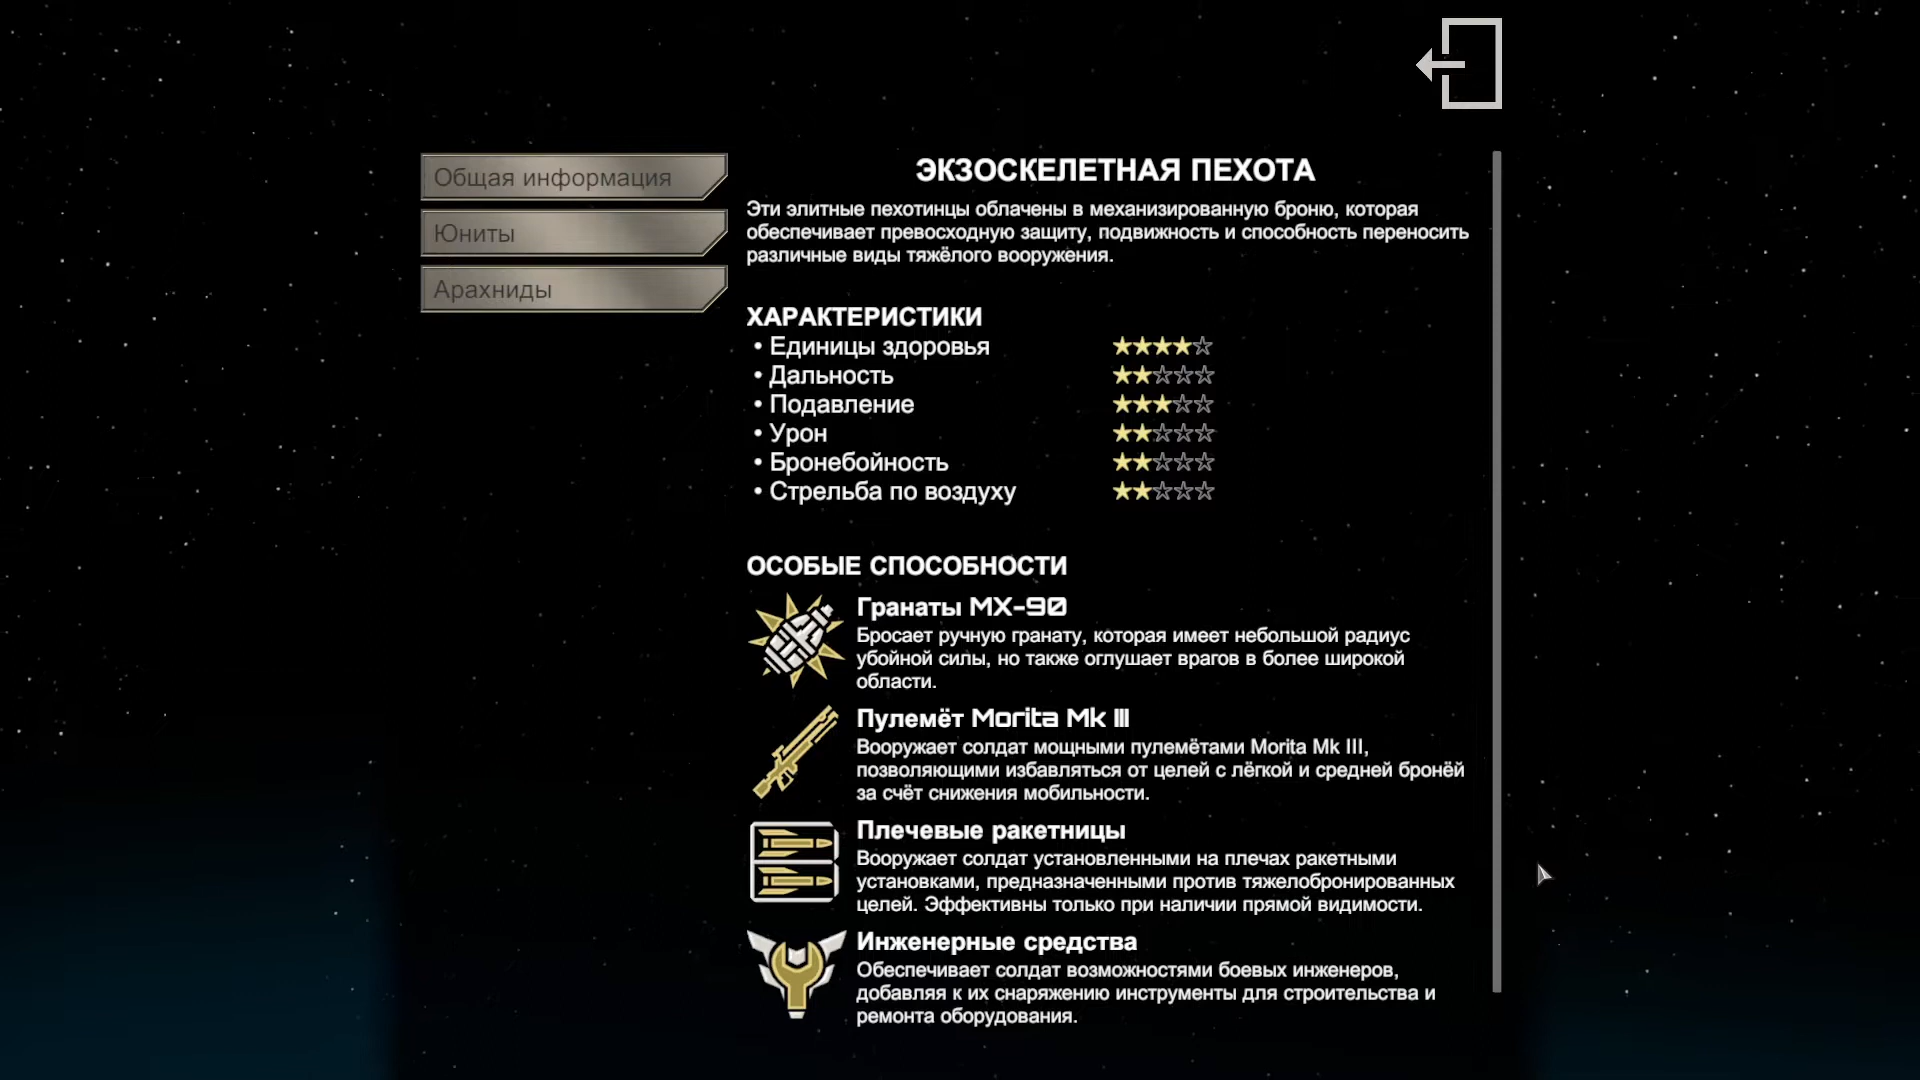 Общая информация
Юниты
Арахниды
ЭКЗОСКЕЛЕТНАЯ ПЕХОТА
Эти элитные пехотинцы облачены в механизированную броню, которая
обеспечивает превосходную защиту, подвижность и способность переносить
различные виды тяжёлого вооружения.
ХАРАКТЕРИСТИКИ
• Единицы здоровья ★★★★☆
• Дальность ★★☆☆☆
• Подавление ★★★☆☆
• Урон ★★☆☆☆
• Бронебойность ★★☆☆☆
• Стрельба по воздуху ★★☆☆☆
ОСОБЫЕ СПОСОБНОСТИ
Гранаты MX-90
Бросает ручную гранату, которая имеет небольшой радиус
убойной силы, но также оглушает врагов в более широкой
области.
Пулемёт Morita Mk III
Вооружает солдат мощными пулемётами Morita Mk III,
позволяющими избавляться от целей с лёгкой и средней бронёй
за счёт снижения мобильности.
Плечевые ракетницы
Вооружает солдат установленными на плечах ракетными
установками, предназначенными против тяжелобронированных
целей. Эффективны только при наличии прямой видимости.
Инженерные средства
Обеспечивает солдат возможностями боевых инженеров,
добавляя к их снаряжению инструменты для строительства и
ремонта оборудования.